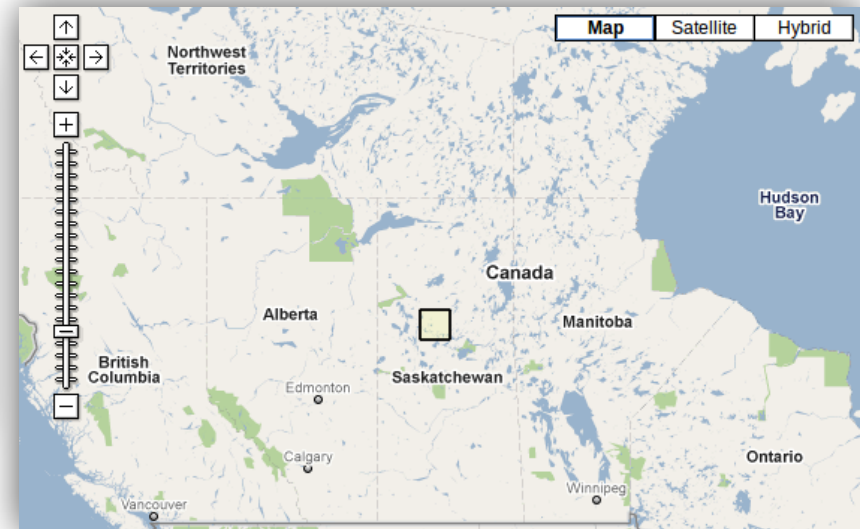 Map Satellite Hybrid
Northwest
Territories
Hudson
Bay
Canada
Alberta
Manitoba
British
Columbia
Saskatchewan
Edmonton
Calgary
Ontario
Winnipeg
Vancouver